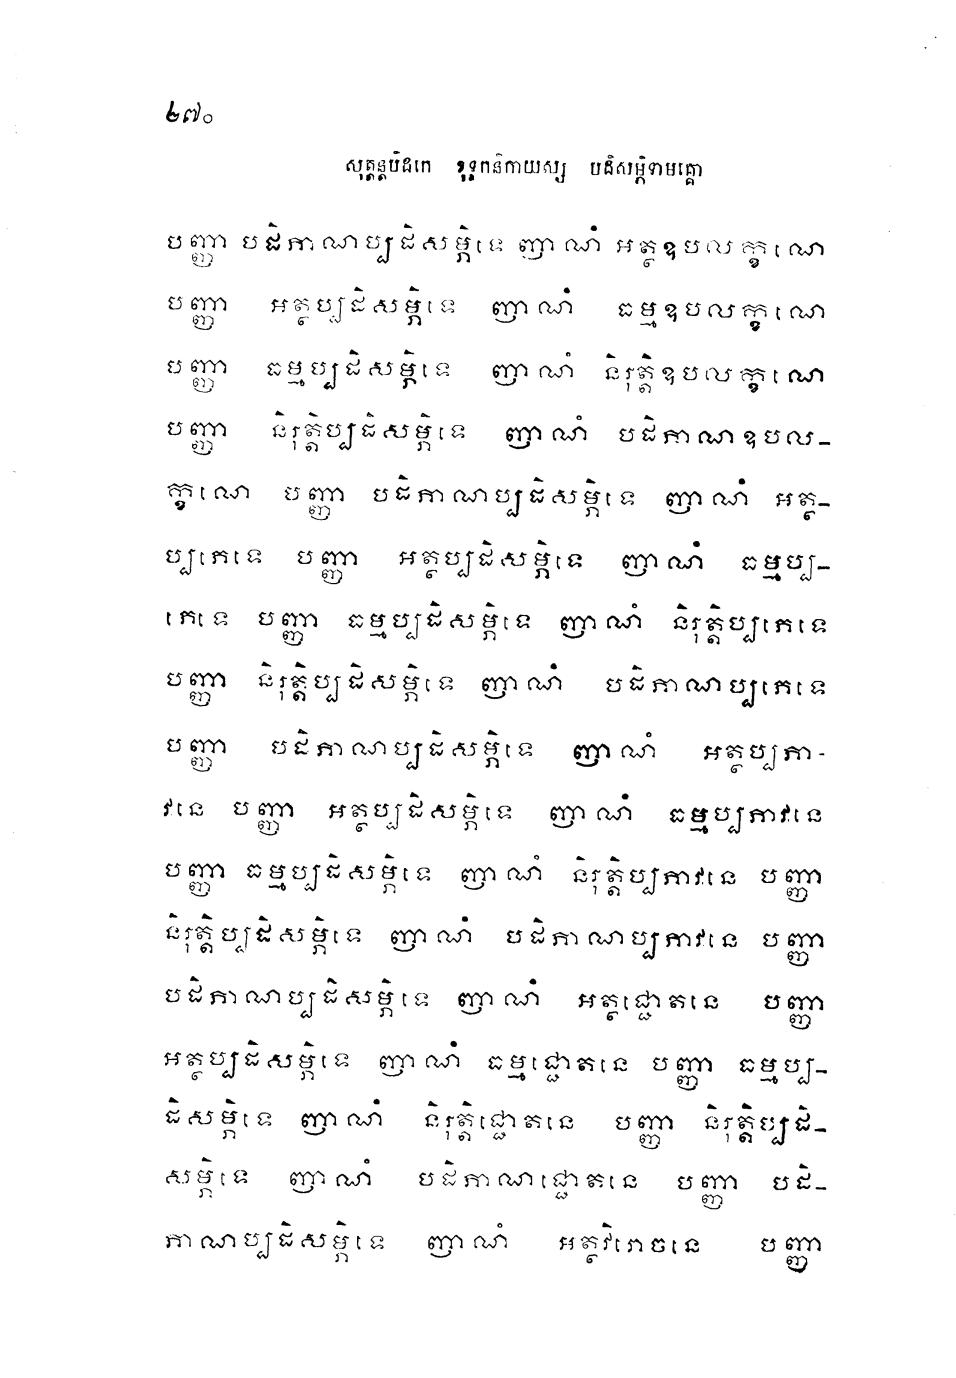 ២៧០
សុត្តន្តបិដកេ ខុទ្ទកនិកាយស្ស បដិសម្ភិទាមគ្គោ
បញ្ញា បដិភាណប្បដិសម្ភិទេ ញាណំ អត្ថឧបលក្ខណេ
បញ្ញា អត្ថប្បដិសម្ភិទេ ញាណំ ធម្មឧបលក្ខណេ
បញ្ញា ធម្មប្បដិសម្ភិទេ ញាណំ និរុត្តិឧបលក្ខណេ
បញ្ញា និរុត្តិប្បដិសម្ភិទេ ញាណំ បដិភាណឧបល-
ក្ខណេ បញ្ញា បដិភាណប្បដិសម្ភិទេ ញាណំ អត្ថ-
ប្បភេទេ បញ្ញា អត្ថប្បដិសម្ភិទេ ញាណំ ធម្មប្ប-
ភេទេ បញ្ញា ធម្មប្បដិសម្ភិទេ ញាណំ និរុត្តិប្បភេទេ
បញ្ញា និរុត្តិប្បដិសម្ភិទេ ញាណំ បដិភាណប្បភេទេ
បញ្ញា បដិភាណប្បដិសម្ភិទេ ញាណំ អត្ថប្បភា-
វនេ បញ្ញា អត្ថប្បដិសម្ភិទេ ញាណំ ធម្មប្បភាវនេ
បញ្ញា ធម្មប្បដិសម្ភិទេ ញាណំ និរុត្តិប្បភាវនេ បញ្ញា
និរុត្តិប្បដិសម្ភិទេ ញាណំ បដិភាណប្បភាវនេ បញ្ញា
បដិភាណប្បដិសម្ភិទេ ញាណំ អត្ថជ្ជោតនេ បញ្ញា
អត្ថប្បដិសម្ភិទេ ញាណំ ធម្មជ្ជោតនេ បញ្ញា ធម្មប្ប-
ដិសម្ភិទេ ញាណំ និរុត្តិជ្ជោតនេ បញ្ញា និរុត្តិប្បដិ-
សម្ភិទេ ញាណំ បដិភាណជ្ជោតនេ បញ្ញា បដិ-
ភាណប្បដិសម្ភិទេ ញាណំ អត្ថវិរោចនេ បញ្ញា